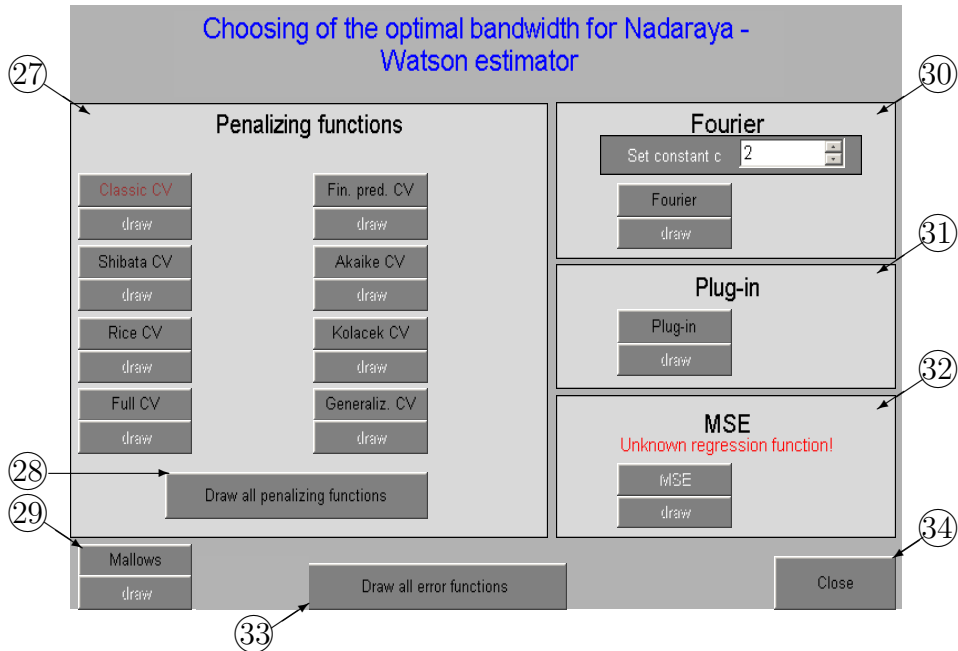 Choosing of the optimal bandwidth for Nadaraya -
Watson estimator
27
30
Penalizing functions
Classic CV
draw
Fin. pred. CV
draw
Shibata CV
draw
Akaike CV
draw
Rice CV
draw
Kolacek CV
draw
Full CV
draw
Generaliz. CV
draw
28
Draw all penalizing functions
29
Mallows
draw
Fourier
Set constant c 2
Fourier
draw
31
Plug-in
Plug-in
draw
32
MSE
Unknown regression function!
MSE
draw
34
Draw all error functions
Close
33